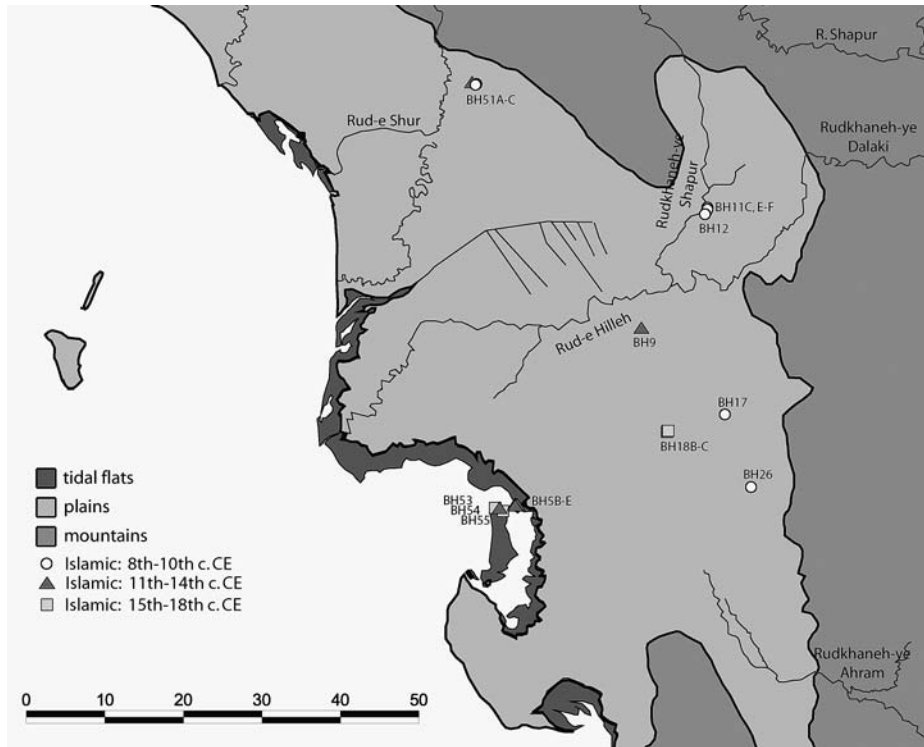 R. Shapur
BH51A-C
Rud-e Shur
Rudkhaneh-ye
Dalaki
Rudkhaneh-ye
Shapur
BH11C, E-F
BH12
Rud-e Hilleh
BH9
BH17
BH18B-C
BH26
BH53
BH54
BH55
BH5B-E
tidal flats
plains
mountains
Islamic: 8th-10th c. CE
Islamic: 11th-14th c. CE
Islamic: 15th-18th c. CE
Rudkhaneh-ye
Ahram
0 10 20 30 40 50